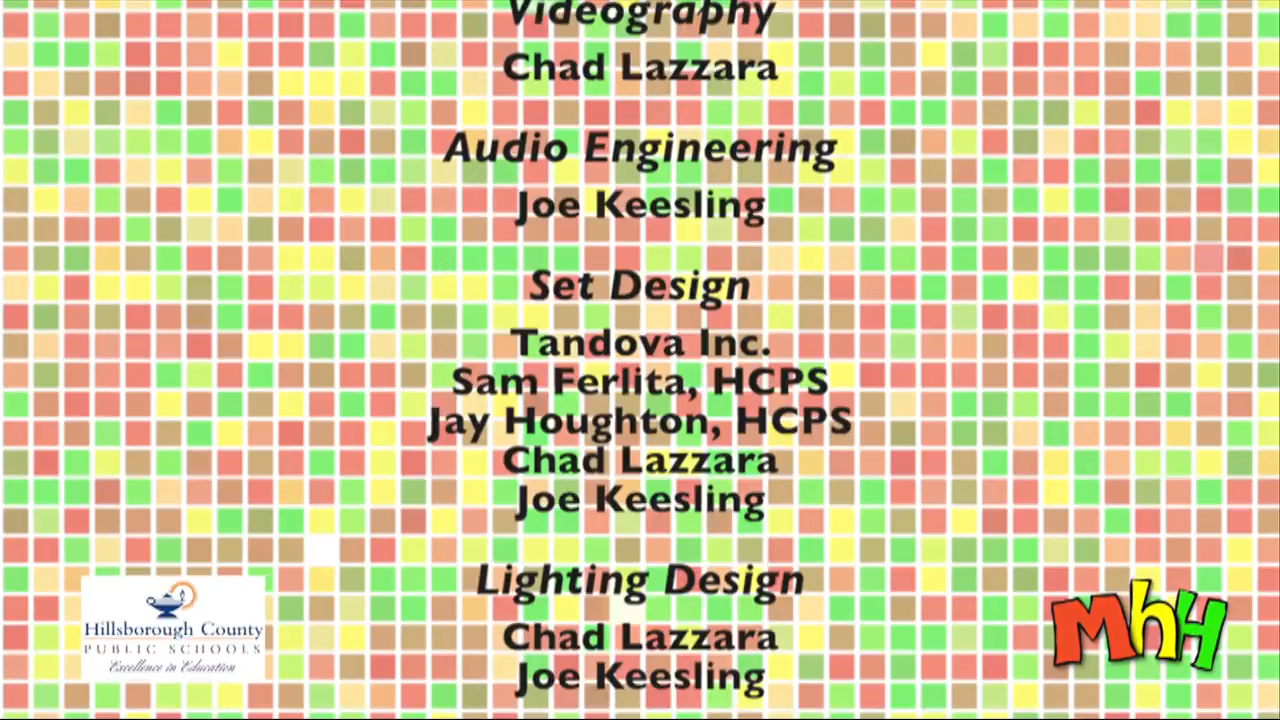 Videography
Chad Lazzara
Audio Engineering
Joe Keesling
Set Design
Tandova Inc.
Sam Ferlita, HCPS
Jay Houghton, HCPS
Chad Lazzara
Joe Keesling
Lighting Design
Chad Lazzara
Joe Keesling
Hillsborough County
PUBLIC SCHOOLS
Excellence in Education
MhH